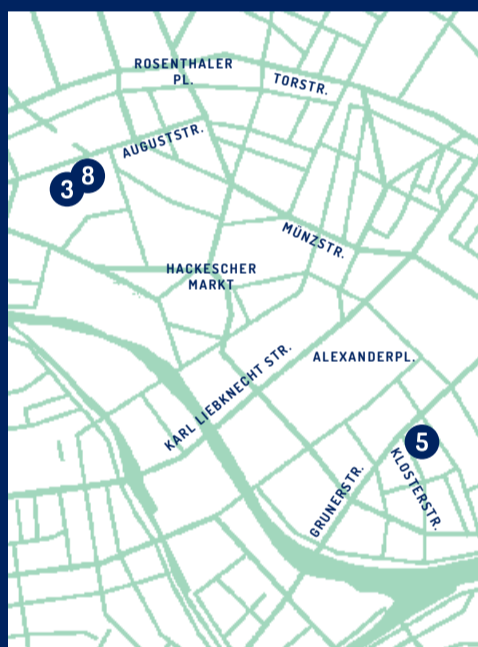 ROSENTHALER
PL.
TORSTR.
AUGUSTSTR.
8
3
MÜNZSTR.
HACKESCHER
MARKT
KARL LIEBKNECHT STR.
ALEXANDERPL.
5
KLOSTERSTR.
GRUNERSTR.